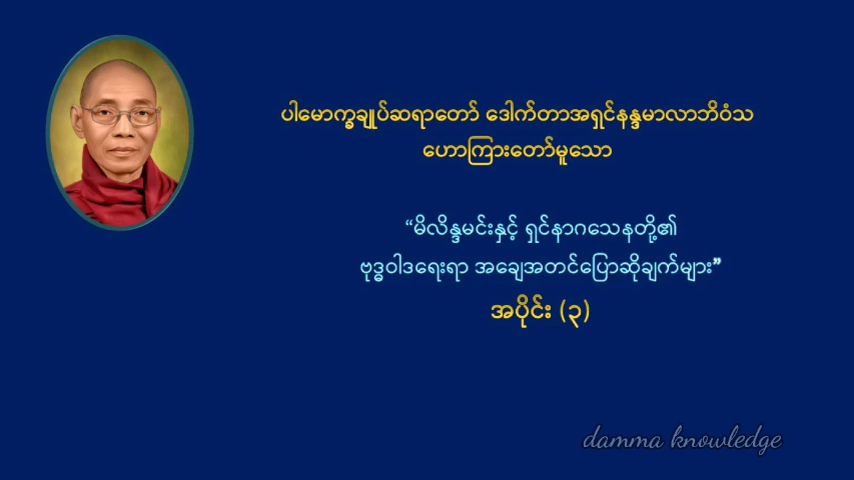 ပါမောက္ခချုပ်ဆရာတော် ဒေါက်တာအရှင်နန္ဒမာလာဘိဝံသ
ဟောကြားတော်မူသော
“မိလိန္ဒမင်းနှင့် ရှင်နာဂသေနတို့၏
ဗုဒ္ဓဝါဒရေးရာ အချေအတင်ပြောဆိုချက်များ”
အပိုင်း (၃)
damma knowledge